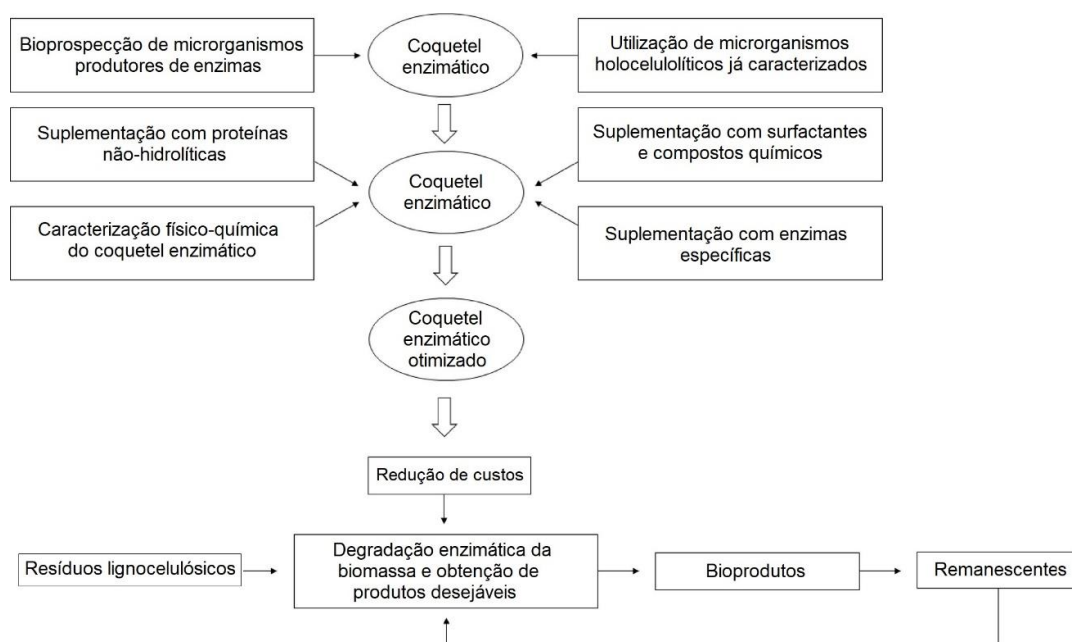 Bioprospecção de microrganismos
produtores de enzimas
Coquetel
enzimático
Utilização de microrganismos
holocelulolíticos já caracterizados
Suplementação com proteínas
não-hidrolíticas
Suplementação com surfactantes
e compostos químicos
Coquetel
enzimático
Caracterização físico-química
do coquetel enzimático
Suplementação com enzimas
específicas
Coquetel
enzimático
otimizado
Redução de custos
Resíduos lignocelulósicos
Degradação enzimática da
biomassa e obtenção de
produtos desejáveis
Bioprodutos
Remanescentes